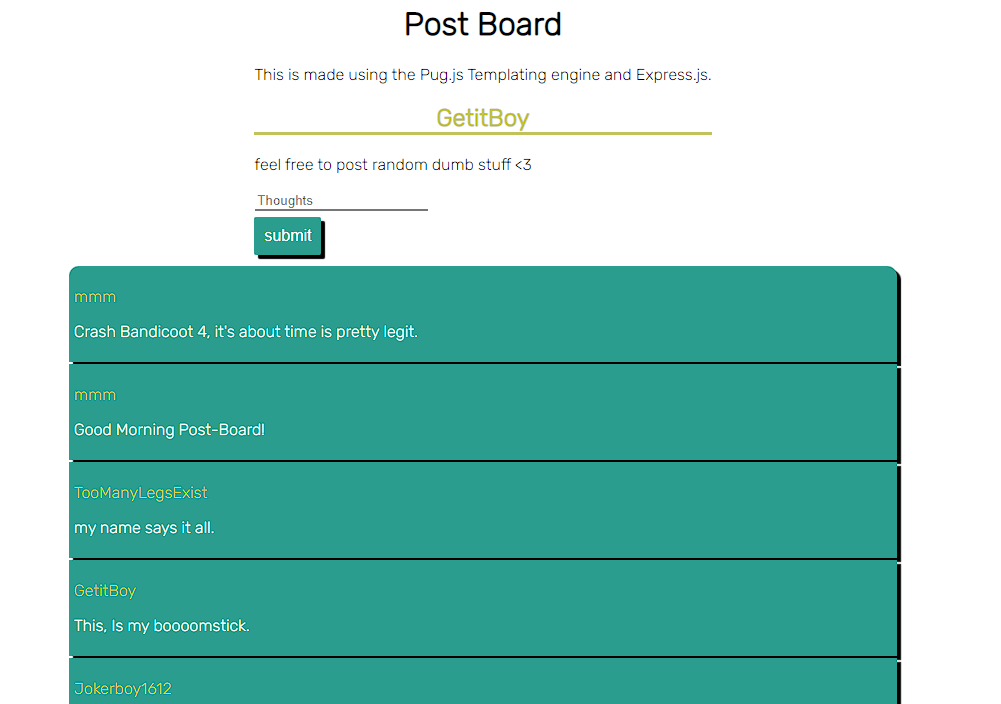 Post Board
This is made using the Pug.js Templating engine and Express.js.
GetitBoy
feel free to post random dumb stuff <3
Thoughts
submit
mmm
Crash Bandicoot 4, it's about time is pretty legit.
mmm
Good Morning Post-Board!
TooManyLegsExist
my name says it all.
GetitBoy
This, Is my boooomstick.
Jokerboy1612